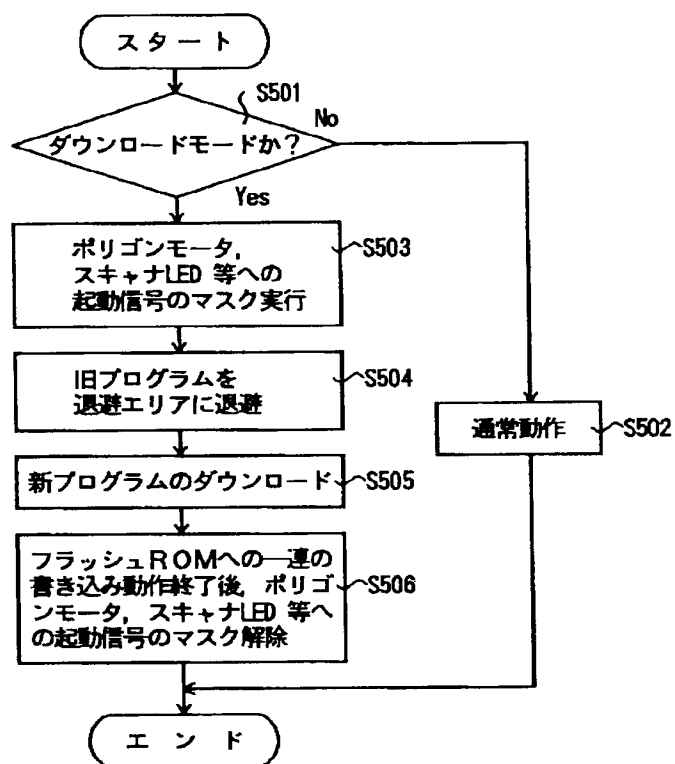 スタート
S501
No
ダウンロードモードか?
Yes
ポリゴンモータ,
スキャナLED 等への
起動信号のマスク実行
S503
旧プログラムを
退避エリアに退避
S504
通常動作
S502
新プログラムのダウンロード
S505
フラッシュROMへの一連の
書き込み動作終了後, ポリゴ
ンモータ, スキャナLED 等へ
の起動信号のマスク解除
S506
エンド